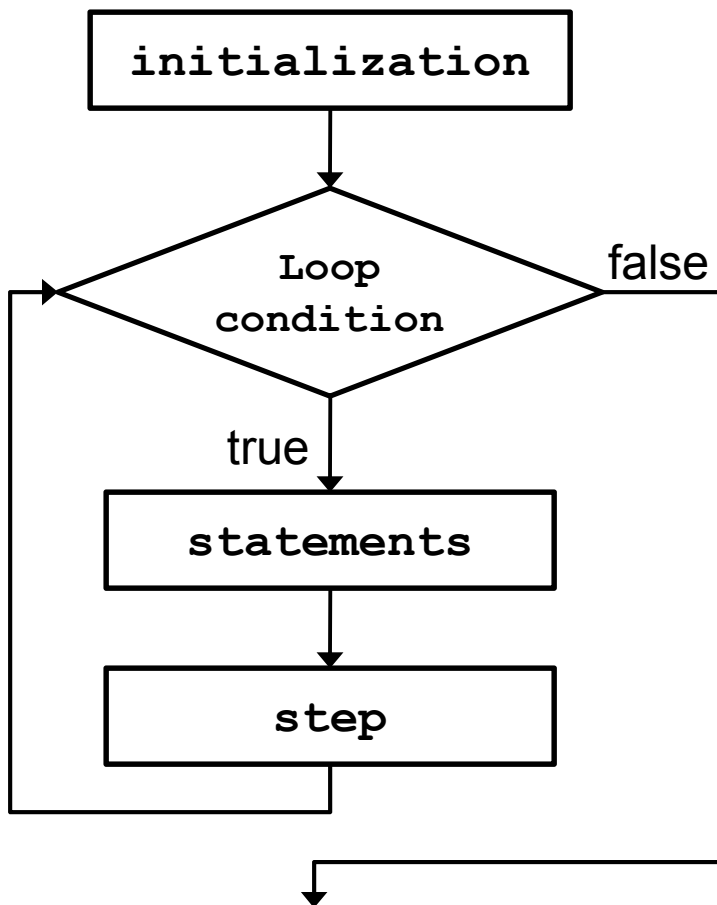 initialization
Loop
condition
false
true
statements
step